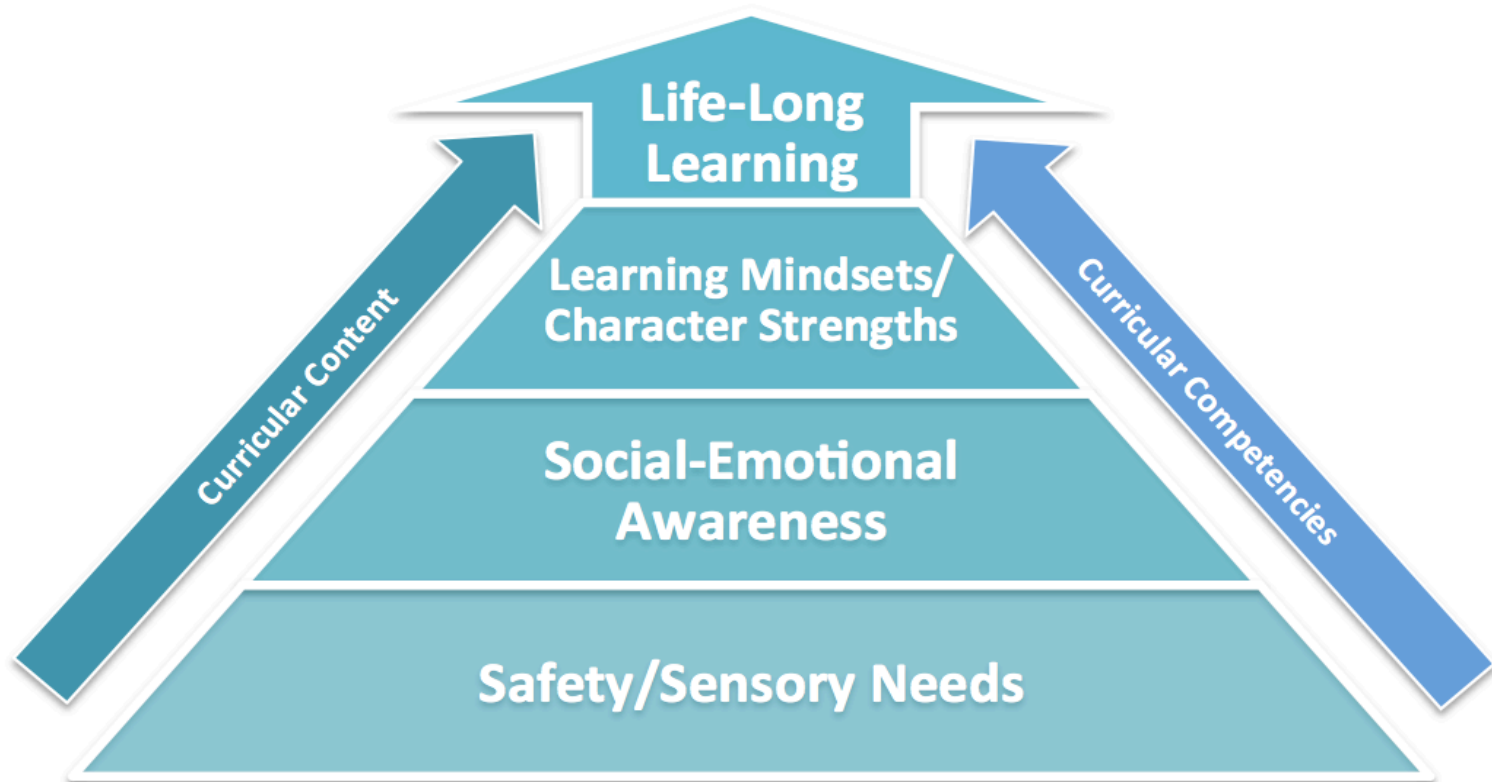 Life-Long
Learning
Learning Mindsets/
Character Strengths
Social-Emotional
Awareness
Safety/Sensory Needs
Curricular Content
Curricular Competencies